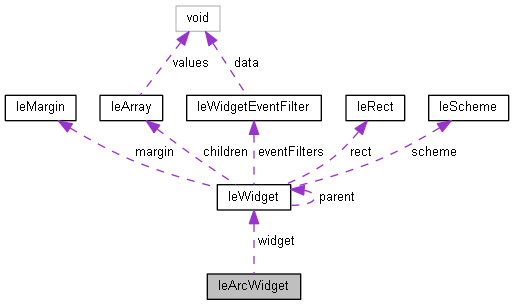 void
values
data
leMargin
leArray
leWidgetEventFilter
leRect
leScheme
margin
children
eventFilters
rect
scheme
leWidget
parent
widget
leArcWidget